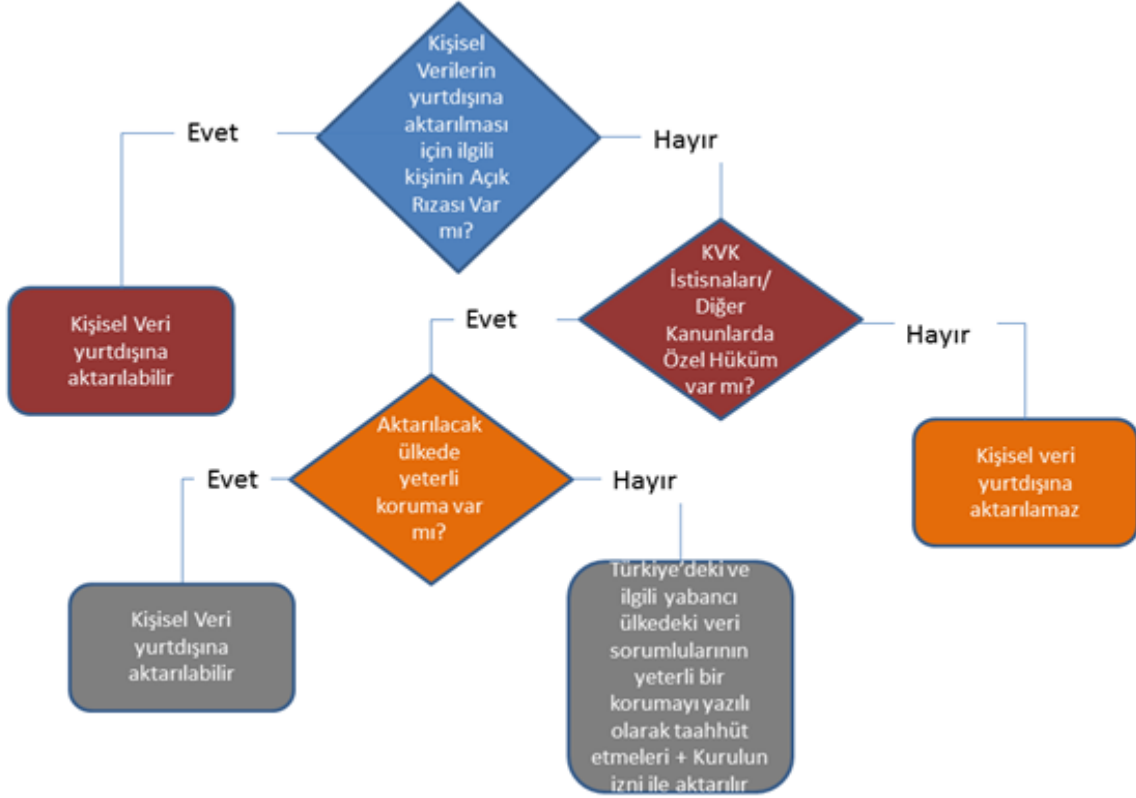 Kişisel
Verilerin
yurtdışına
aktarılması
için ilgili
kişinin Açık
Rızası Var
mı?
Evet
Hayır
Kişisel Veri
yurtdışına
aktarılabilir
KVK
İstisnaları/
Diğer
Kanunlarda
Özel Hüküm
var mı?
Evet
Hayır
Aktarılacak
ülkede
yeterli
koruma var
mı?
Kişisel veri
yurtdışına
aktarılamaz
Evet
Hayır
Kişisel Veri
yurtdışına
aktarılabilir
Türkiye'deki ve
ilgili yabancı
ülkedeki veri
sorumlularının
yeterli bir
korumayı yazılı
olarak taahhüt
etmeleri + Kurulun
izni ile aktarılır